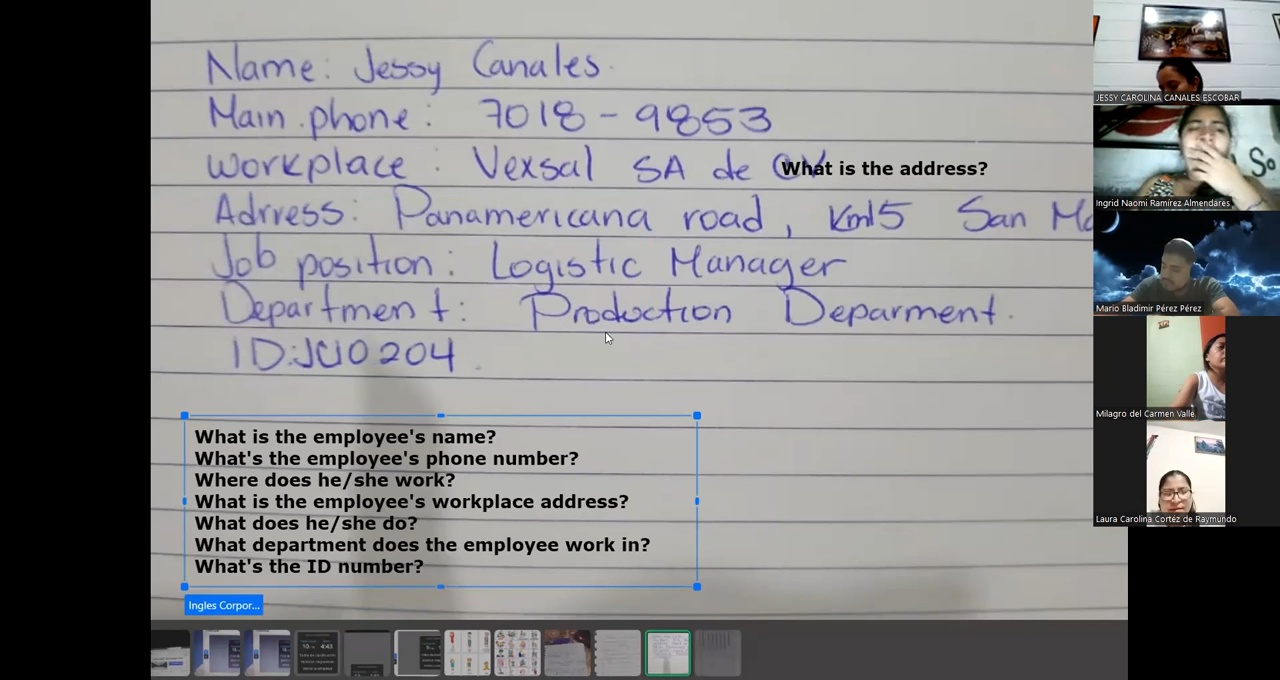 Name: Jessy Canales.
Main phone: 7018-9853
workplace: Vexsal SA de CV
What is the address?
Adrress: Panamericana road, Km15 San Ma
Job position: Logistic Manager
Department: Production Deparment.
ID:JC10204.
What is the employee's name?
What's the employee's phone number?
Where does he/she work?
What is the employee's workplace address?
What does he/she do?
What department does the employee work in?
What's the ID number?
Ingles Corpor...
JESSY CAROLINA CANALES ESCOBAR
Ingrid Naomi Ramírez Almendares
Mario Bladimir Pérez Pérez
Milagro del Carmen Valle
Laura Carolina Cortéz de Raymundo